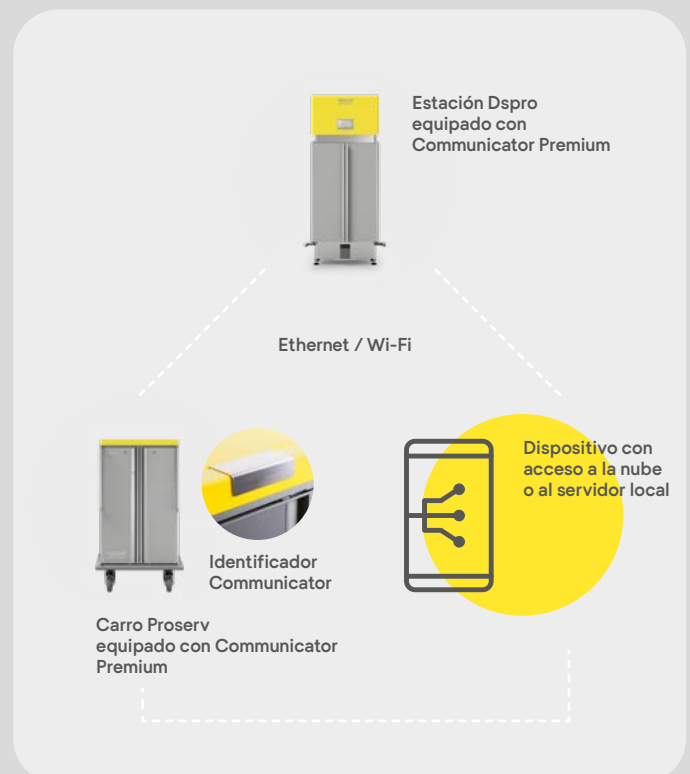 Estación Dspro
equipado con
Communicator Premium
Ethernet / Wi-Fi
Dispositivo con
acceso a la nube
o al servidor local
Identificador
Communicator
Carro Proserv
equipado con Communicator
Premium